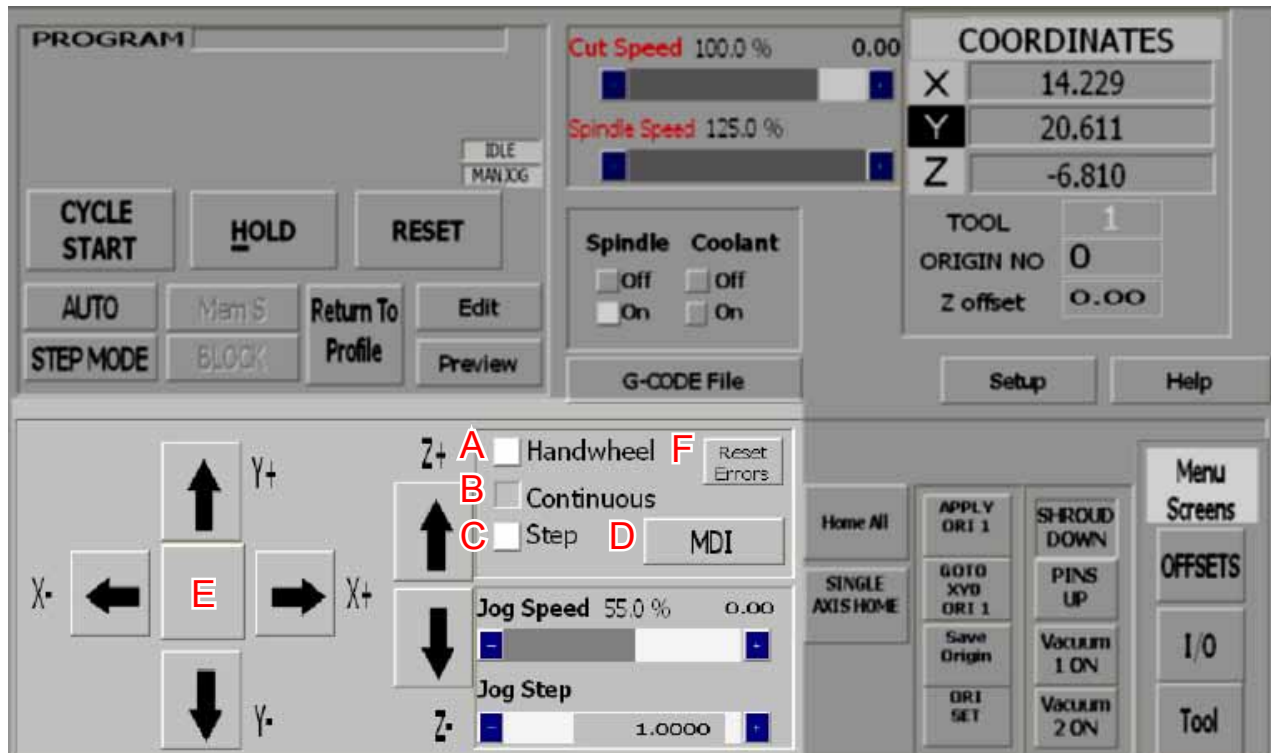 PROGRAM
IDLE
MANJOG
CYCLE
START
HOLD
RESET
AUTO
Mem S
Return To
Profile
Edit
STEP MODE
BLOCK
Preview
Cut Speed 100.0 % 0.00
Spindle Speed 125.0 %
Spindle Coolant
Off Off
On On
G-CODE File
COORDINATES
X 14.229
Y 20.611
Z -6.810
TOOL 1
ORIGIN NO 0
Z offset 0.00
Setup
Help
Y+
X-
E
X+
Y-
Z+
Z-
A Handwheel
B Continuous
C Step
F Reset
Errors
D MDI
Jog Speed 55.0 % 0.00
- +
Jog Step
- 1.0000 +
Home All
SINGLE
AXIS HOME
APPLY
ORI 1
GOTO
XY0
ORI 1
Save
Origin
ORI
SET
SHROUD
DOWN
PINS
UP
Vacuum
1 ON
Vacuum
2 ON
Menu
Screens
OFFSETS
I/O
Tool